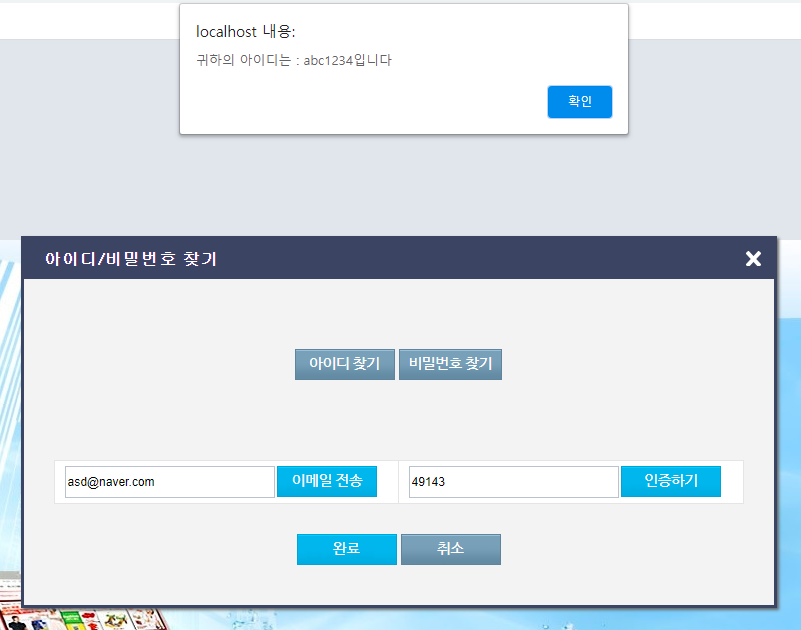 localhost 내용:
귀하의 아이디는 : abc1234입니다
확인
아이디/비밀번호 찾기
아이디 찾기 비밀번호 찾기
asd@naver.com 이메일 전송 49143 인증하기
완료 취소